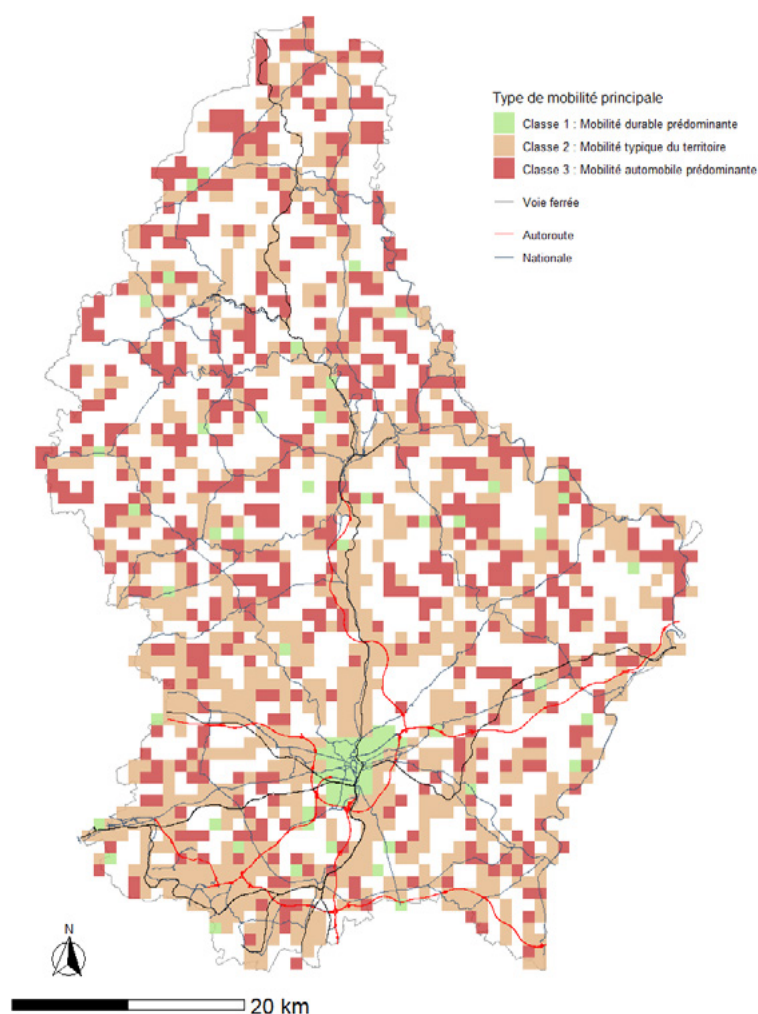 Type de mobilité principale
Classe 1 : Mobilité durable prédominante
Classe 2 : Mobilité typique du territoire
Classe 3 : Mobilité automobile prédominante
Voie ferrée
Autoroute
Nationale
N
20 km